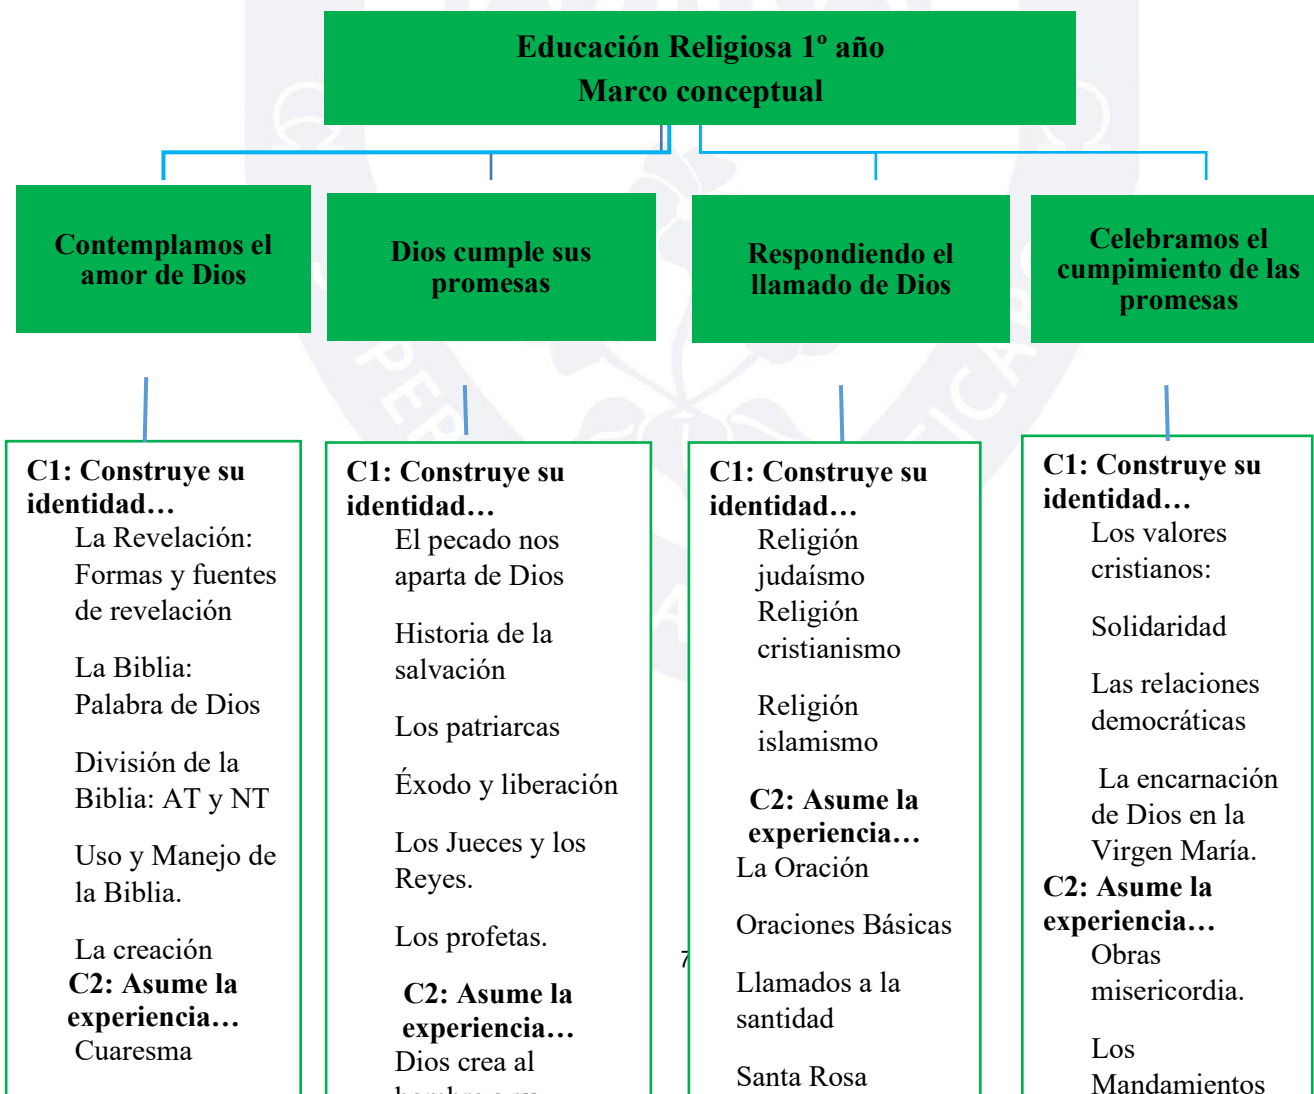 Educación Religiosa 1º año
Marco conceptual
Contemplamos el
amor de Dios
Dios cumple sus
promesas
Respondiendo el
llamado de Dios
Celebramos el
cumpimiento de las
promesas
C1: Construye su
identidad…
La Revelación:
Formas y fuentes
de revelación
La Biblia:
Palabra de Dios
División de la
Biblia: AT y NT
Uso y Manejo de
la Biblia.
La creación
C2: Asume la
experiencia…
Cuaresma
C1: Construye su
identidad…
El pecado nos
aparta de Dios
Historia de la
salvación
Los patriarcas
Éxodo y liberación
Los Jueces y los
Reyes.
Los profetas.
C2: Asume la
experiencia…
Dios crea al
C1: Construye su
identidad…
Religión
judaísmo
Religión
cristianismo
Religión
islamismo
C2: Asume la
experiencia…
La Oración
Oraciones Básicas
Llamados a la
santidad
Santa Rosa
C1: Construye su
identidad…
Los valores
cristianos:
Solidaridad
Las relaciones
democráticas
La encarnación
de Dios en la
Virgen María.
C2: Asume la
experiencia…
Obras
misericordia.
Los
Mandamientos
7